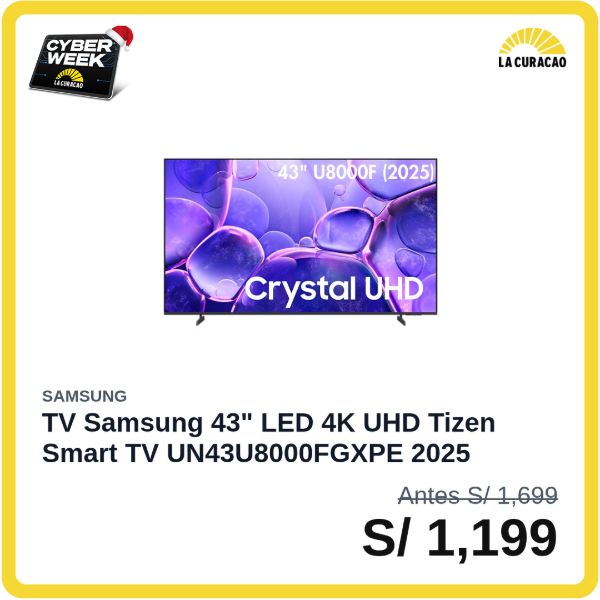 CYBER
WEEK
LA CURACAO
LA CURACAO
43" U8000F (2025)
Crystal UHD
SAMSUNG
TV Samsung 43" LED 4K UHD Tizen
Smart TV UN43U8000FGXPE 2025
Antes S/ 1,699
S/ 1,199